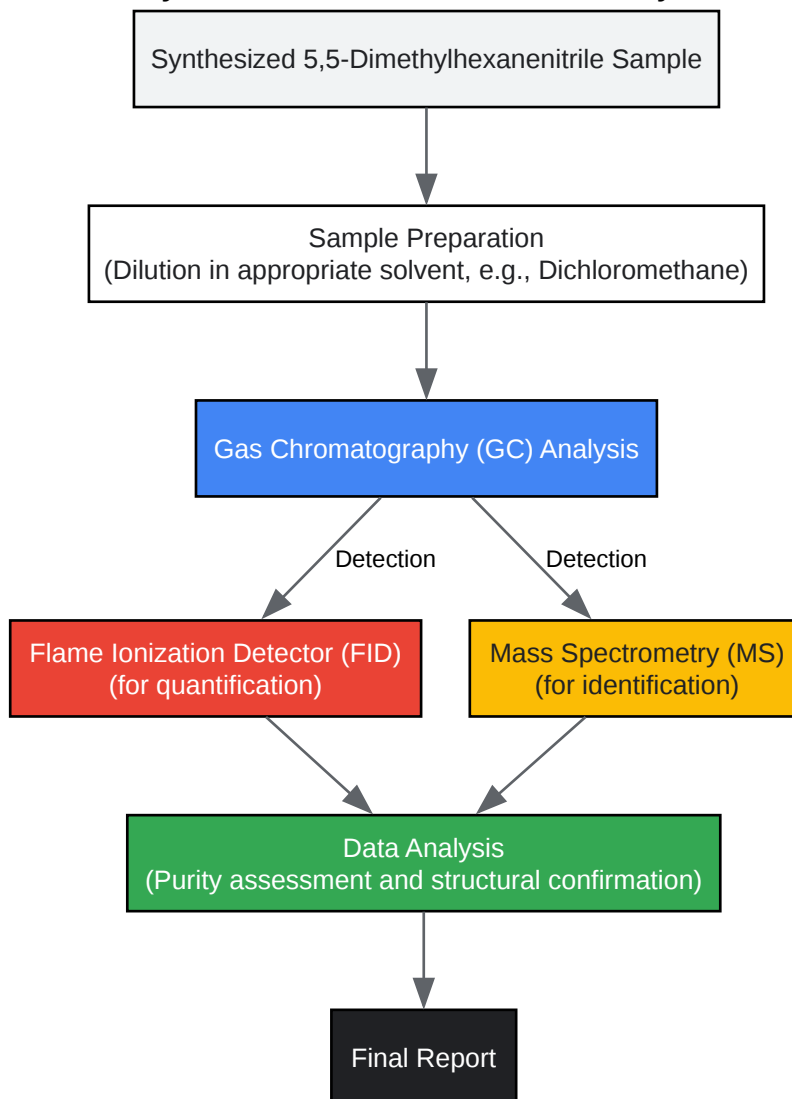 Synthesized 5,5-Dimethylhexanenitrile Sample
Sample Preparation
(Dilution in appropriate solvent, e.g., Dichloromethane)
Gas Chromatography (GC) Analysis
Detection
Detection
Flame Ionization Detector (FID)
(for quantification)
Mass Spectrometry (MS)
(for identification)
Data Analysis
(Purity assessment and structural confirmation)
Final Report